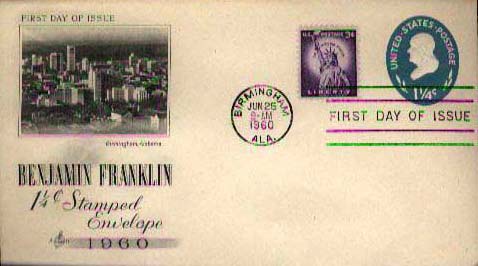 FIRST DAY OF ISSUE
Birmingham, Alabama
BENJAMIN FRANKLIN
1¼¢ Stamped
Envelope
1960
U.S. POSTAGE 3¢
LIBERTY
UNITED STATES POSTAGE
1¼¢
BIRMINGHAM
JUN 25
8-AM
1960
ALA.
FIRST DAY OF ISSUE